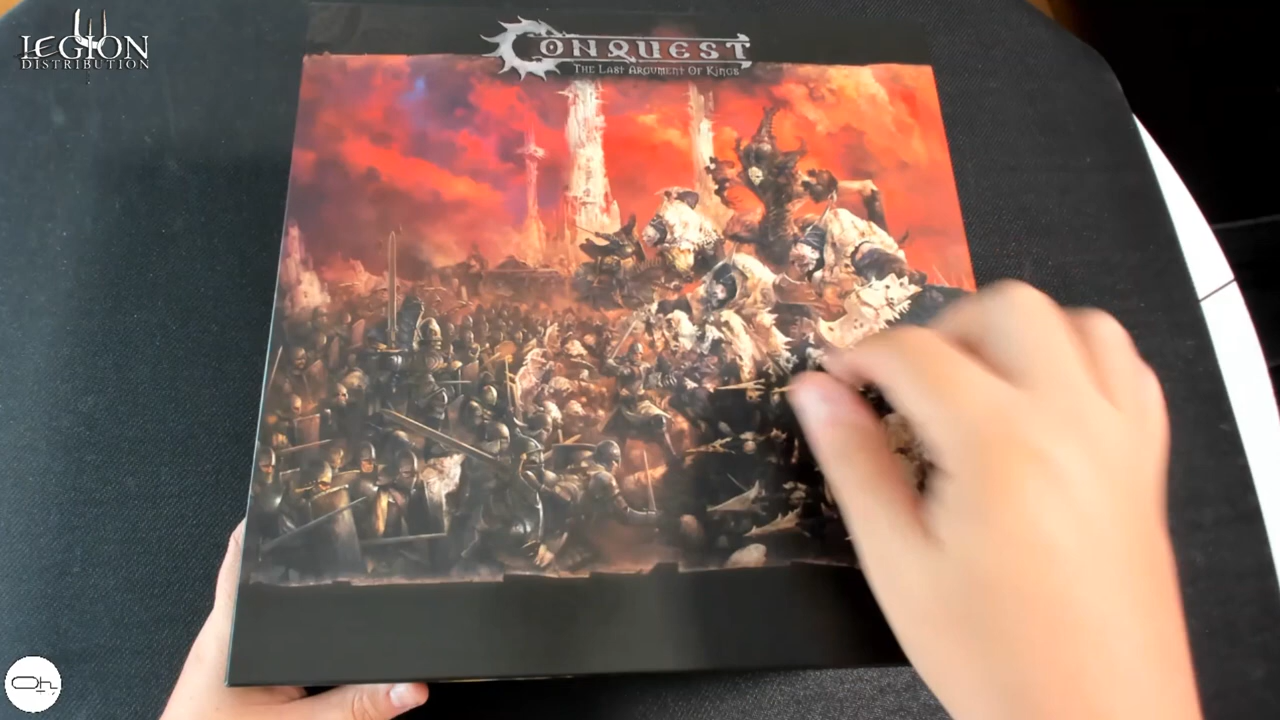 LEGION
DISTRIBUTION
CONQUEST
THE LAST ARGUMENT OF KINGS